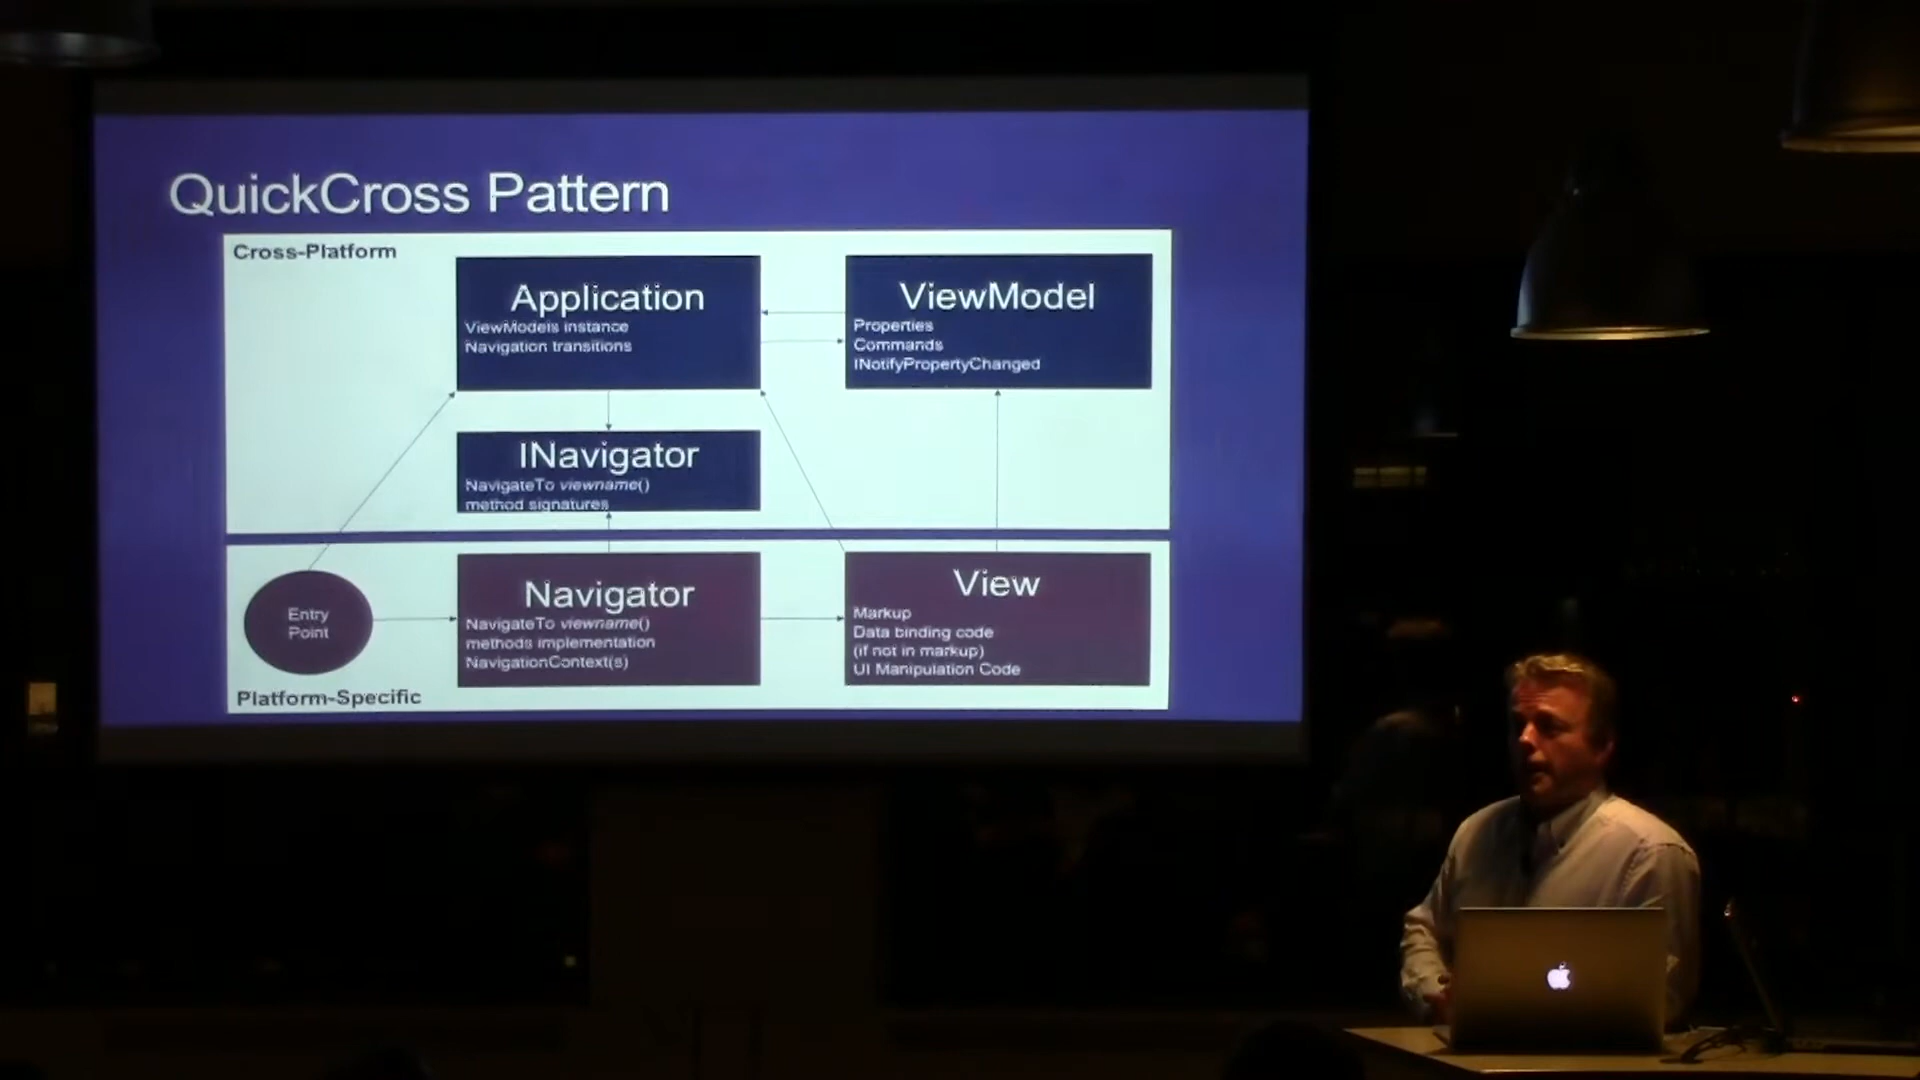 QuickCross Pattern
Cross-Platform
Application
ViewModels instance
Navigation transitions
ViewModel
Properties
Commands
INotifyPropertyChanged
INavigator
NavigateTo viewname()
method signatures
Entry
Point
Navigator
NavigateTo viewname()
methods implementation
NavigationContext(s)
View
Markup
Data binding code
(if not in markup)
UI Manipulation Code
Platform-Specific